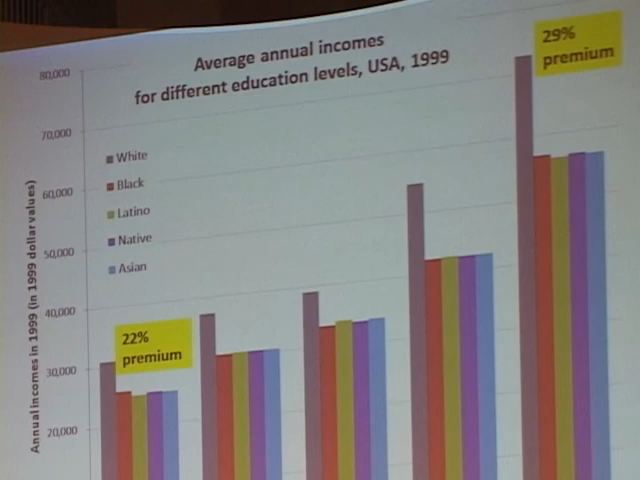 Average annual incomes
for different education levels, USA, 1999
29%
premium
80,000
70,000
60,000
50,000
40,000
30,000
20,000
Annual incomes in 1999 (in 1999 dollar values)
White
Black
Latino
Native
Asian
22%
premium